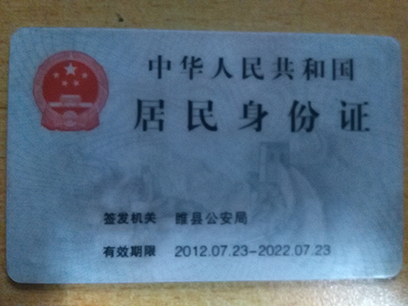 中华人民共和国
居民身份证
签发机关 睢县公安局
有效期限 2012.07.23-2022.07.23